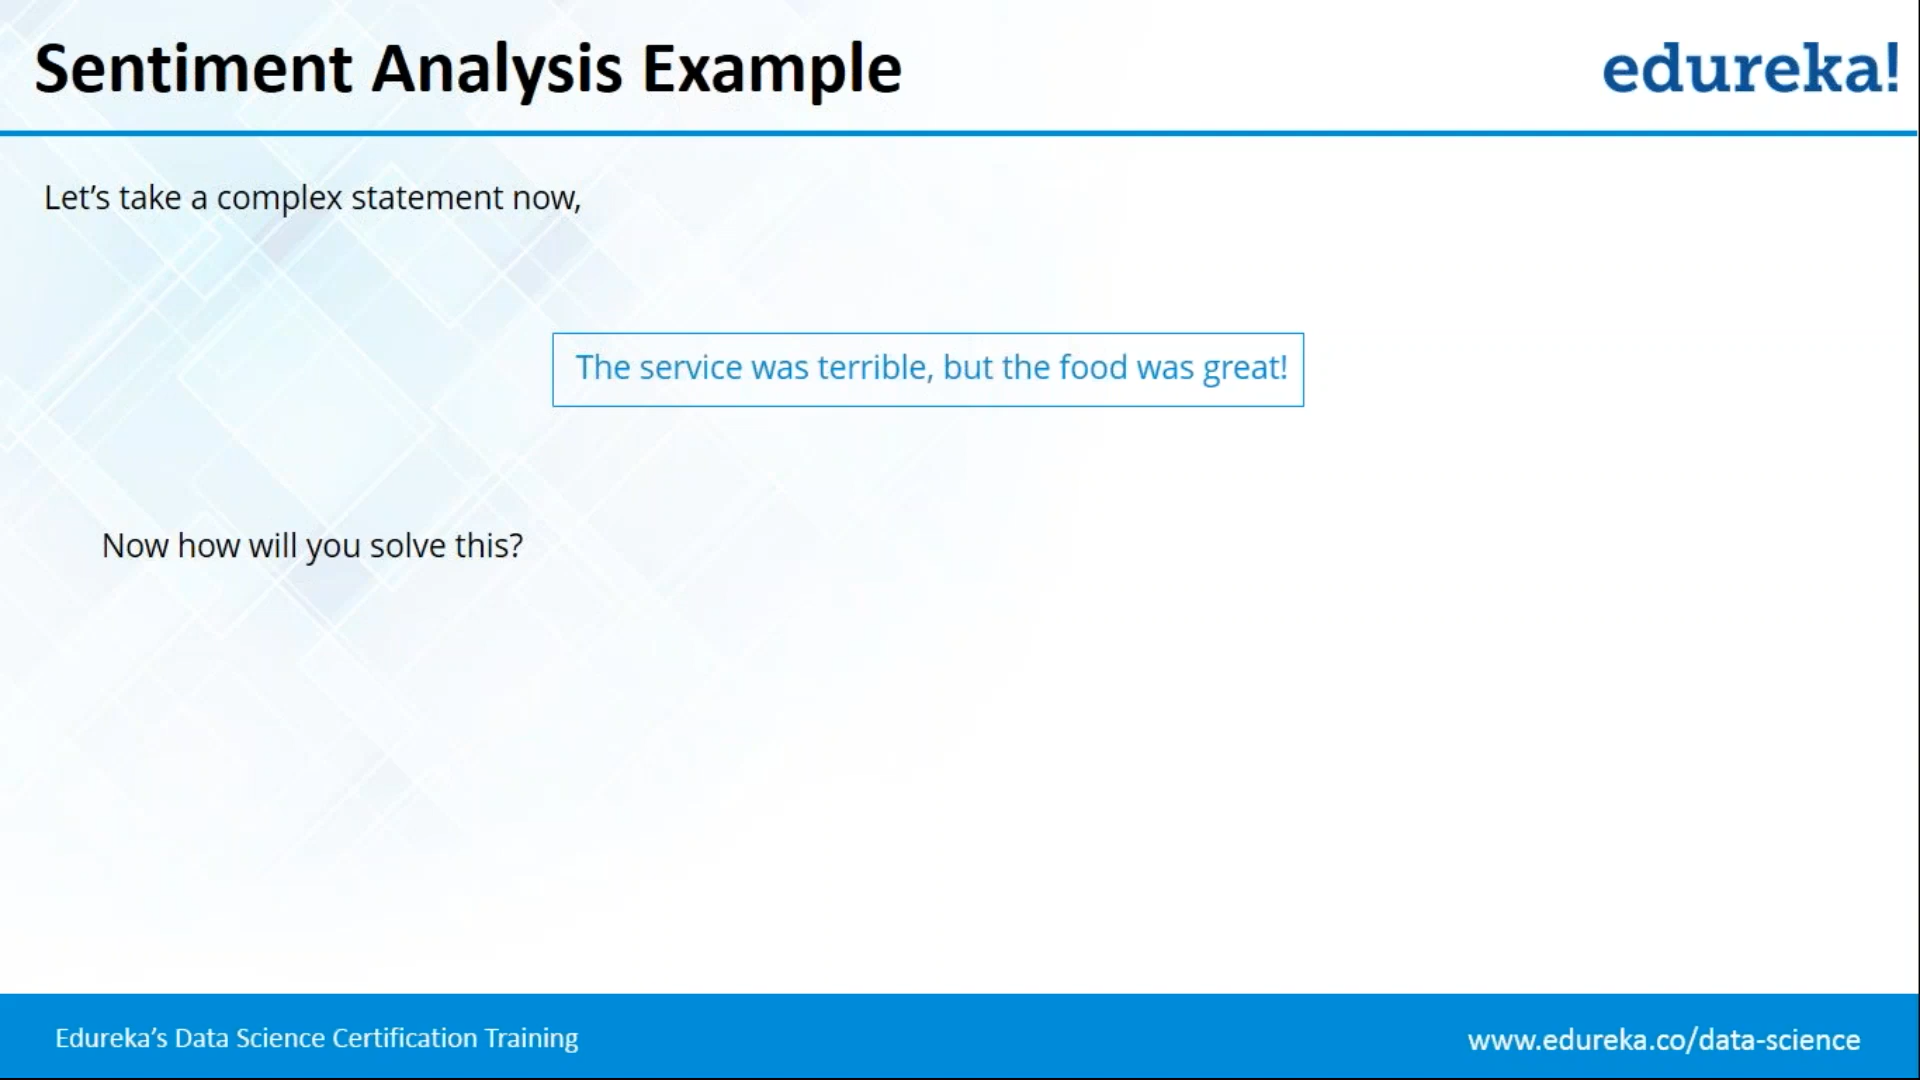 Sentiment Analysis Example
edureka!
Let’s take a complex statement now,
The service was terrible, but the food was great!
Now how will you solve this?
Edureka’s Data Science Certification Training
www.edureka.co/data-science